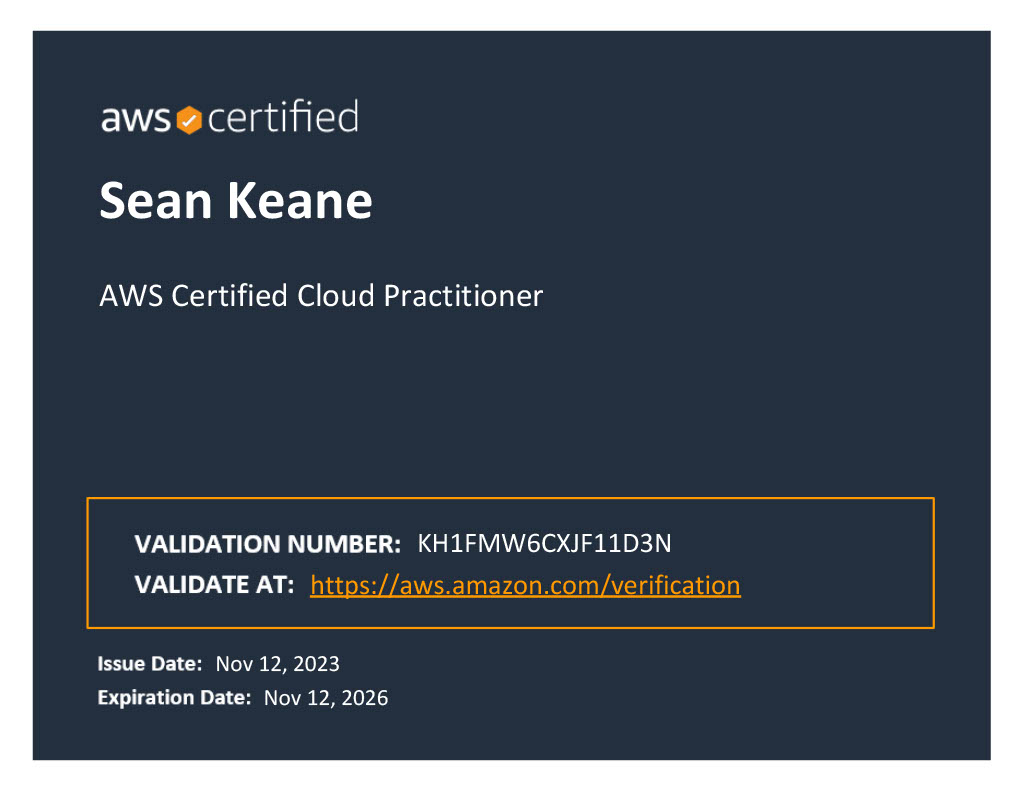 aws certified
Sean Keane
AWS Certified Cloud Practitioner
VALIDATION NUMBER: KH1FMW6CXJF11D3N
VALIDATE AT: https://aws.amazon.com/verification
Issue Date: Nov 12, 2023
Expiration Date: Nov 12, 2026